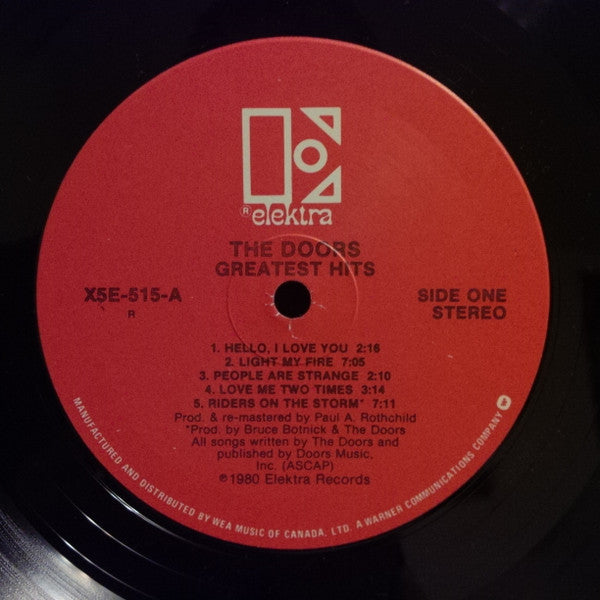 ® elektra
THE DOORS
GREATEST HITS
X5E-515-A
R
SIDE ONE
STEREO
1. HELLO, I LOVE YOU 2:16
2. LIGHT MY FIRE 7:05
3. PEOPLE ARE STRANGE 2:10
4. LOVE ME TWO TIMES 3:14
5. RIDERS ON THE STORM* 7:11
Prod. & re-mastered by Paul A. Rothchild
*Prod. by Bruce Botnick & The Doors
All songs written by The Doors and
published by Doors Music,
Inc. (ASCAP)
℗1980 Elektra Records
MANUFACTURED AND DISTRIBUTED BY WEA MUSIC OF CANADA, LTD. A WARNER COMMUNICATIONS COMPANY